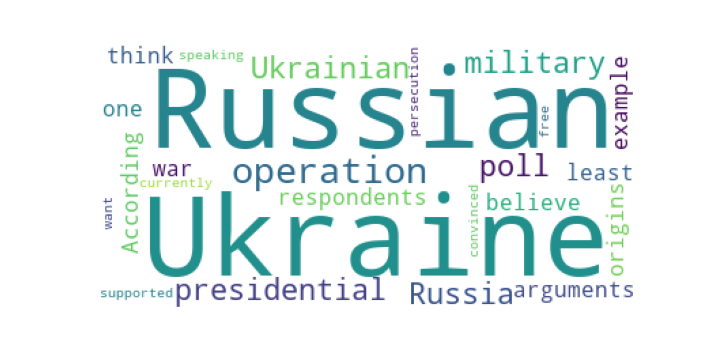 think
speaking
Ukrainian
persecution
military
example
Russian
one
free
According
war
operation
poll
least
currently
want
respondents
convinced
believe
origins
Ukraine
supported
presidential
Russia
arguments